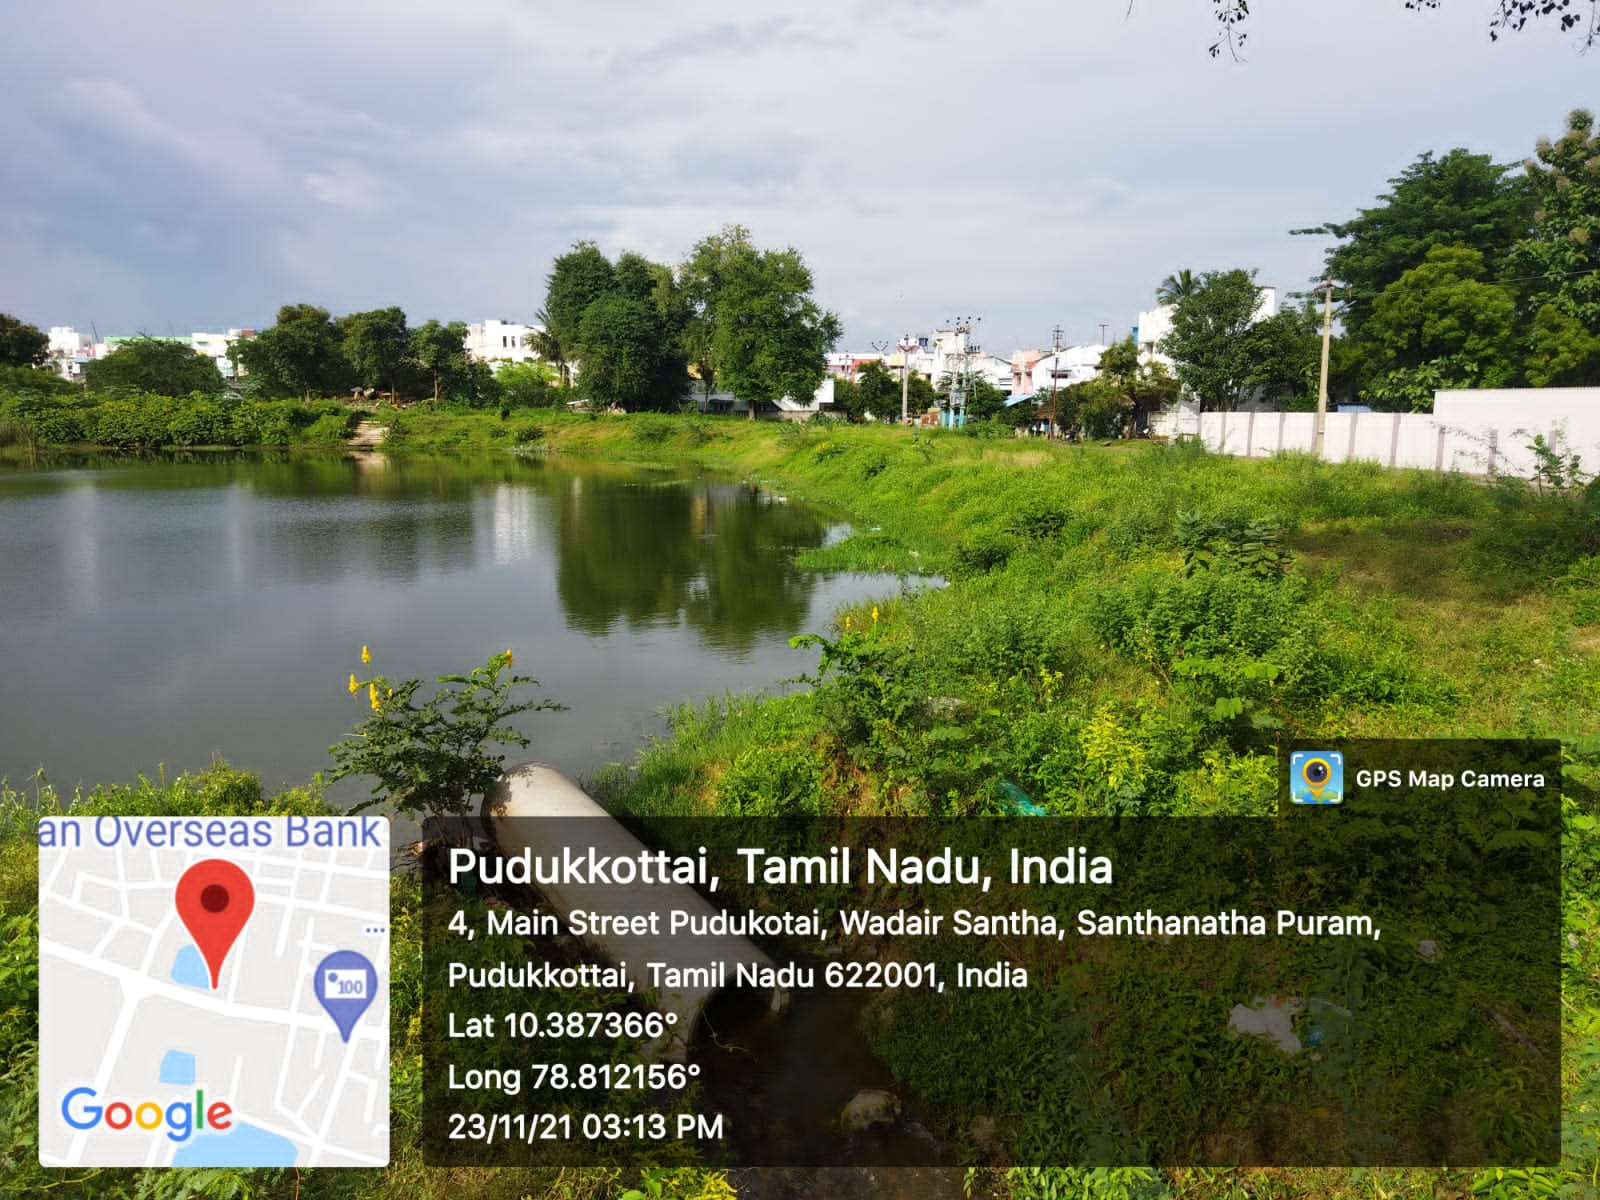 GPS Map Camera
an Overseas Bank
100
Google
Pudukkottai, Tamil Nadu, India
4, Main Street Pudukotai, Wadair Santha, Santhanatha Puram,
Pudukkottai, Tamil Nadu 622001, India
Lat 10.387366°
Long 78.812156°
23/11/21 03:13 PM